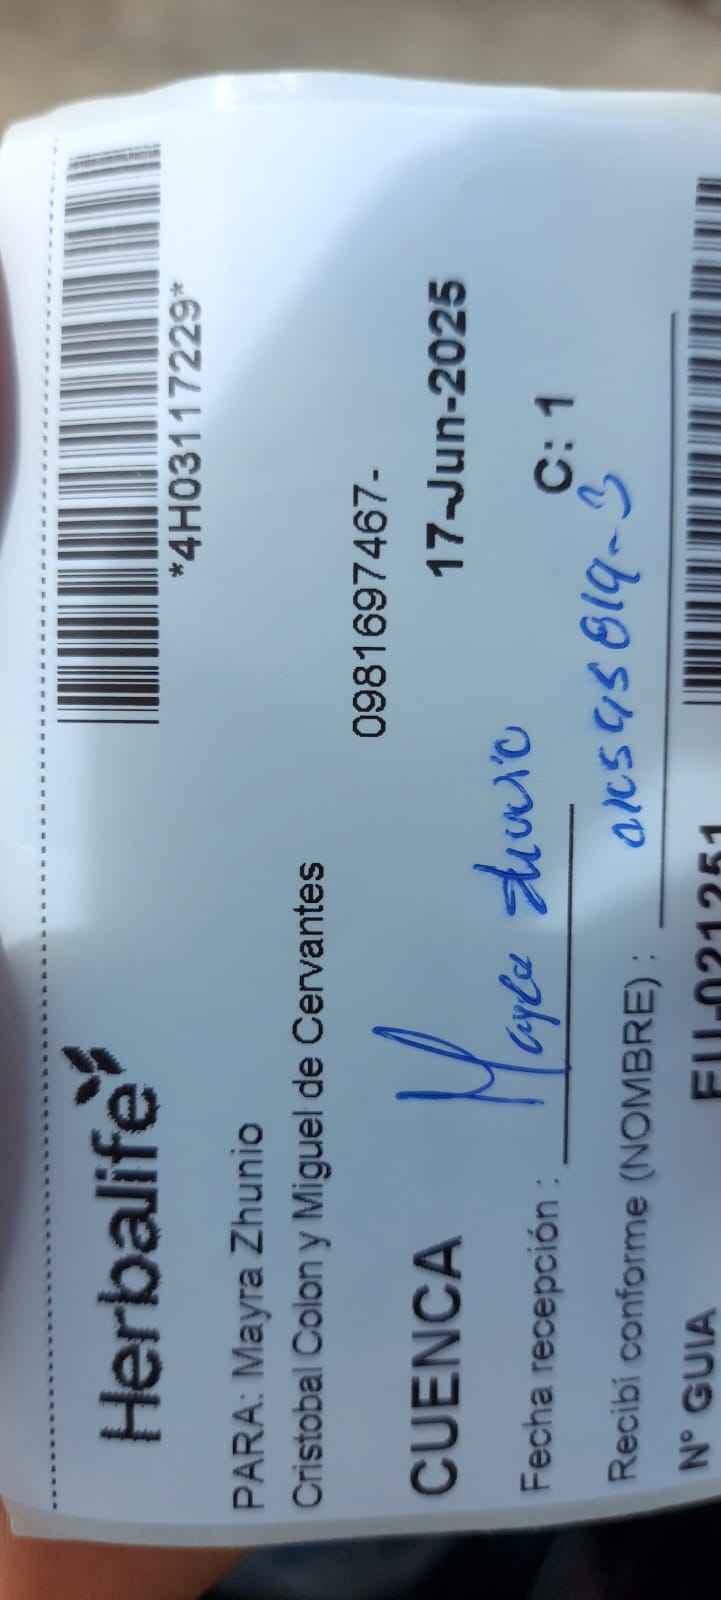 Herbalife
*4H03117229*
PARA: Mayra Zhunio
Cristobal Colon y Miguel de Cervantes
0981697467-
CUENCA
17-Jun-2025
Fecha recepción :
Mayra Zhunio
C: 1
Recibí conforme (NOMBRE) :
N° GUIA